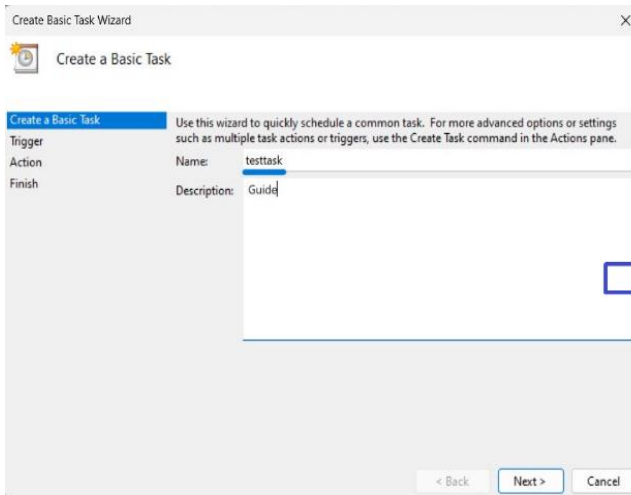 Create Basic Task Wizard
Create a Basic Task
Create a Basic Task
Trigger
Action
Finish
Use this wizard to quickly schedule a common task. For more advanced options or settings
such as multiple task actions or triggers, use the Create Task command in the Actions pane.
Name: testtask
Description: Guide
< Back Next > Cancel